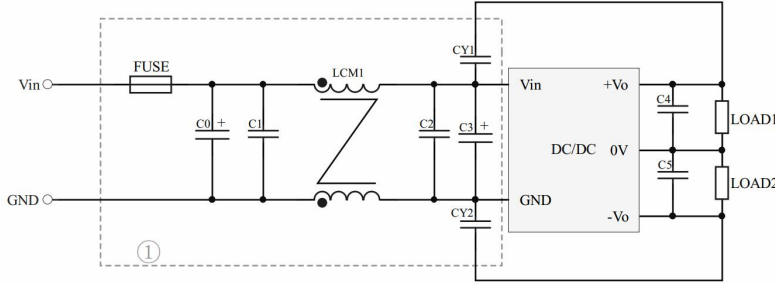 CY1
LCM1
FUSE
Vin
Vin
+Vo
C4
LOAD1
C0 +
C1
C2
C3 +
DC/DC
0V
C5
LOAD2
GND
GND
CY2
-Vo
①